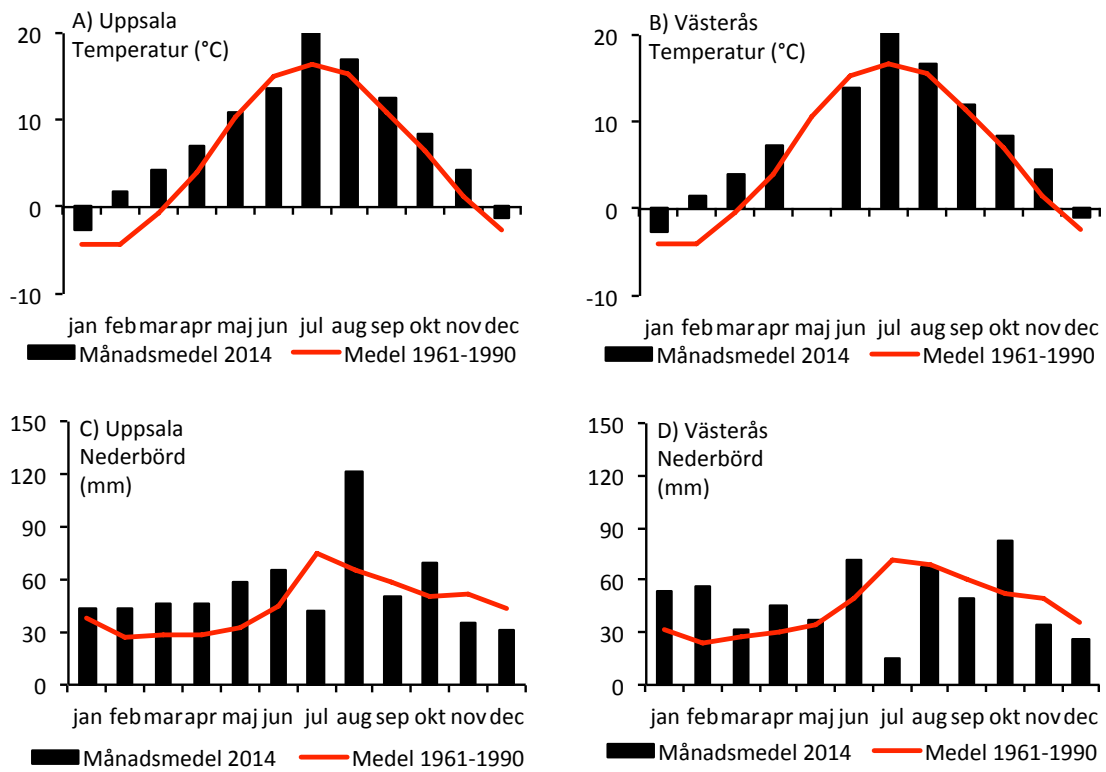 A) Uppsala
Temperatur (°C)
20
10
0
-10
jan feb mar apr maj jun jul aug sep okt nov dec
Månadsmedel 2014 Medel 1961-1990
B) Västerås
Temperatur (°C)
20
10
0
-10
jan feb mar apr maj jun jul aug sep okt nov dec
Månadsmedel 2014 Medel 1961-1990
C) Uppsala
Nederbörd
(mm)
150
120
90
60
30
0
jan feb mar apr maj jun jul aug sep okt nov dec
Månadsmedel 2014 Medel 1961-1990
D) Västerås
Nederbörd
(mm)
150
120
90
60
30
0
jan feb mar apr maj jun jul aug sep okt nov dec
Månadsmedel 2014 Medel 1961-1990